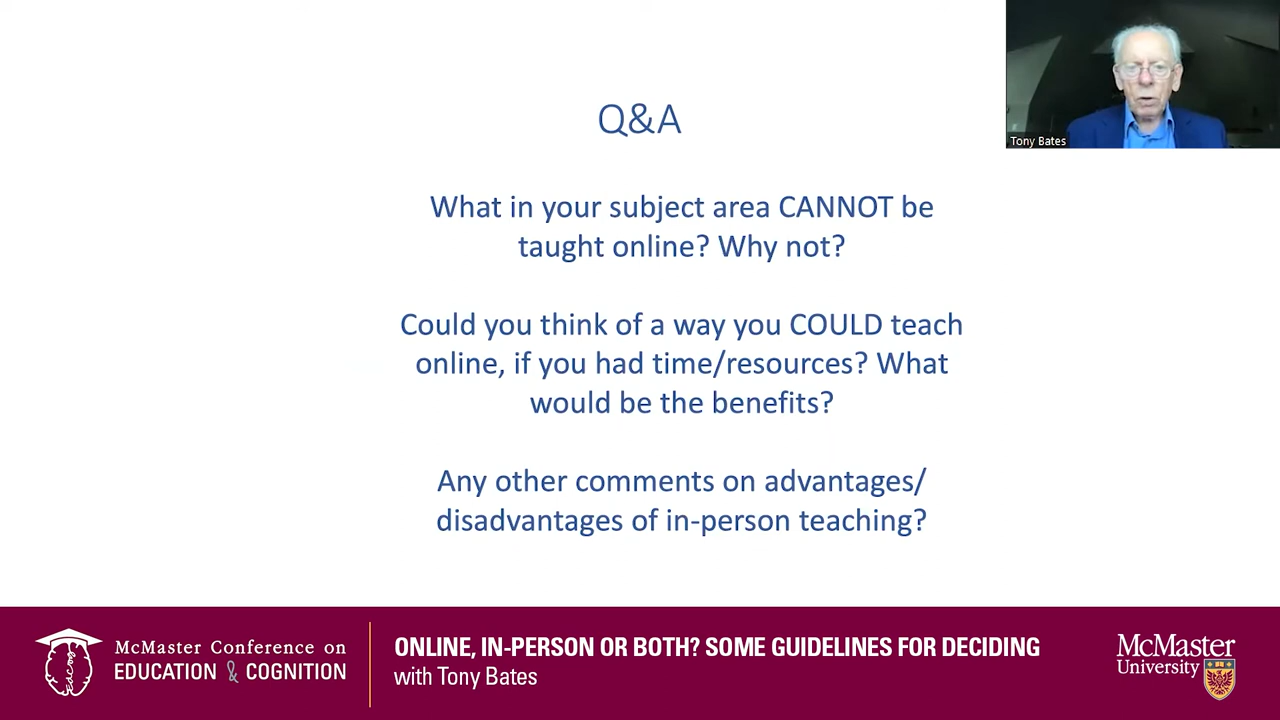 Q&A
What in your subject area CANNOT be
taught online? Why not?
Could you think of a way you COULD teach
online, if you had time/resources? What
would be the benefits?
Any other comments on advantages/
disadvantages of in-person teaching?
Tony Bates
McMaster Conference on
EDUCATION & COGNITION
ONLINE, IN-PERSON OR BOTH? SOME GUIDELINES FOR DECIDING
with Tony Bates
McMaster
University